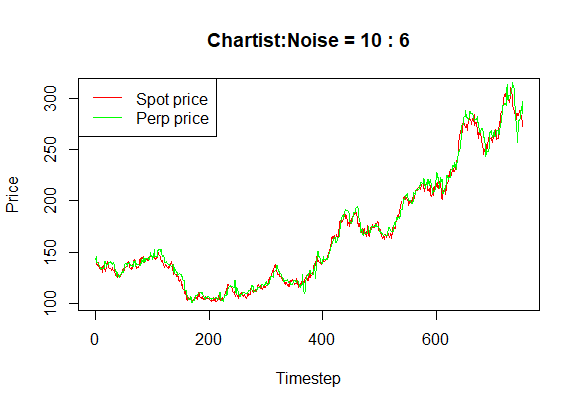 Chartist:Noise = 10 : 6
Spot price
Perp price
Price
300
250
200
150
100
0 200 400 600
Timestep